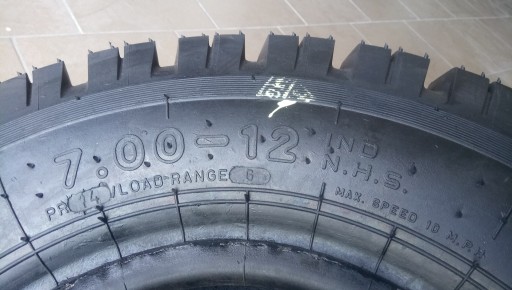 7.00-12 IND
N.H.S.
PR 14 /LOAD RANGE G
MAX. SPEED 10 M.P.H